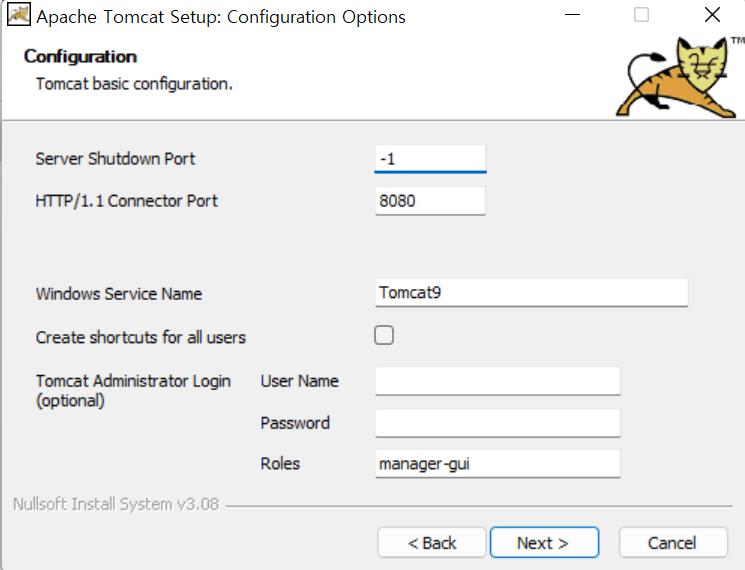 Apache Tomcat Setup: Configuration Options
Configuration
Tomcat basic configuration.
TM
Server Shutdown Port -1
HTTP/1.1 Connector Port 8080
Windows Service Name Tomcat9
Create shortcuts for all users
Tomcat Administrator Login User Name
(optional)
Password
Roles manager-gui
Nullsoft Install System v3.08
< Back Next > Cancel